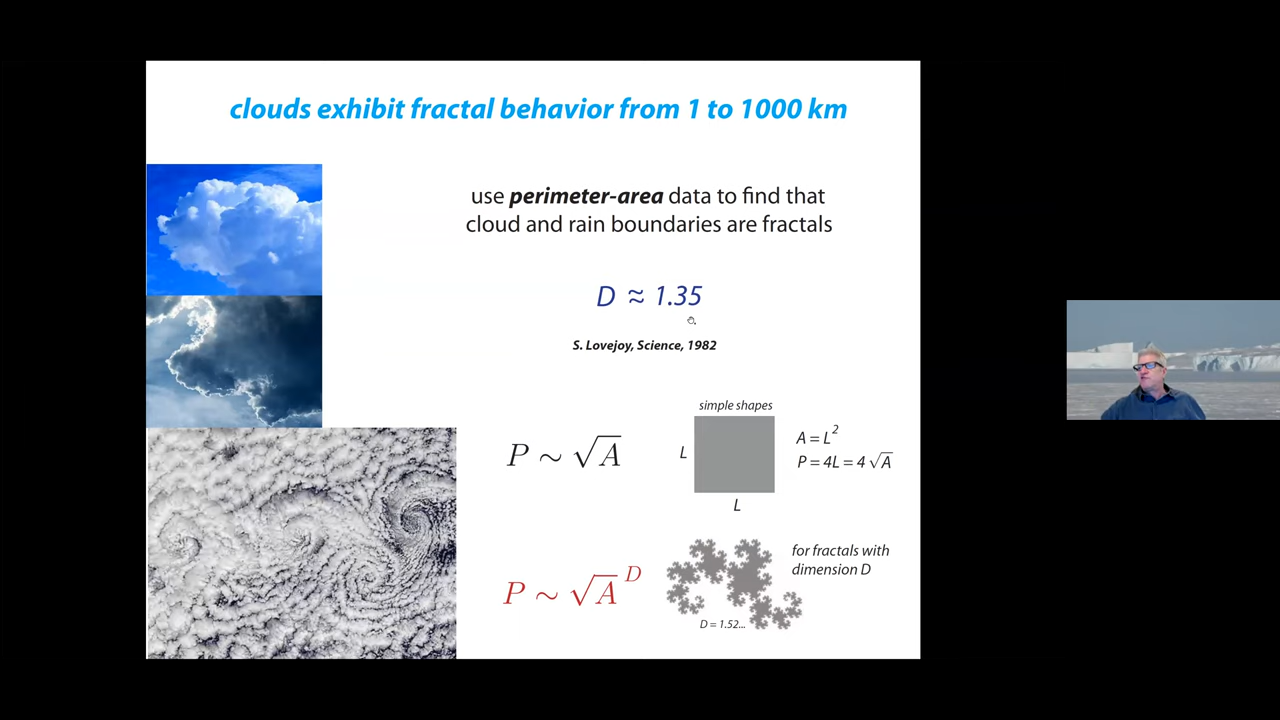 clouds exhibit fractal behavior from 1 to 1000 km
use perimeter-area data to find that
cloud and rain boundaries are fractals
D ≈ 1.35
S. Lovejoy, Science, 1982
simple shapes
P ~ √A
L
A = L²
P = 4L = 4 √A
L
for fractals with
dimension D
P ~ √A^D
D = 1.52...